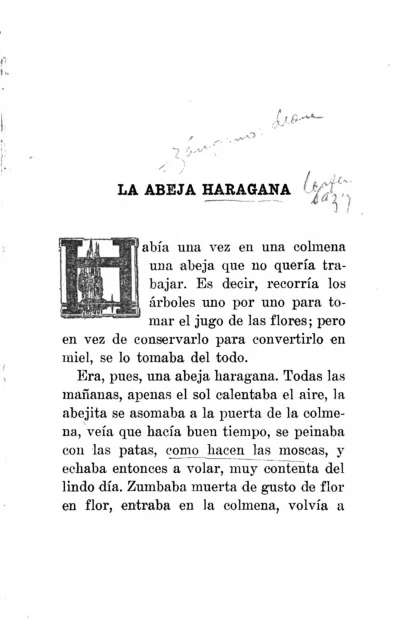 zángano: drone
LA ABEJA HARAGANA
Había una vez en una colmena
una abeja que no quería tra-
bajar. Es decir, recorría los
árboles uno por uno para to-
mar el jugo de las flores; pero
en vez de conservarlo para convertirlo en
miel, se lo tomaba del todo.
Era, pues, una abeja haragana. Todas las
mañanas, apenas el sol calentaba el aire, la
abejita se asomaba a la puerta de la colme-
na, veía que hacía buen tiempo, se peinaba
con las patas, como hacen las moscas, y
echaba entonces a volar, muy contenta del
lindo día. Zumbaba muerta de gusto de flor
en flor, entraba en la colmena, volvía a